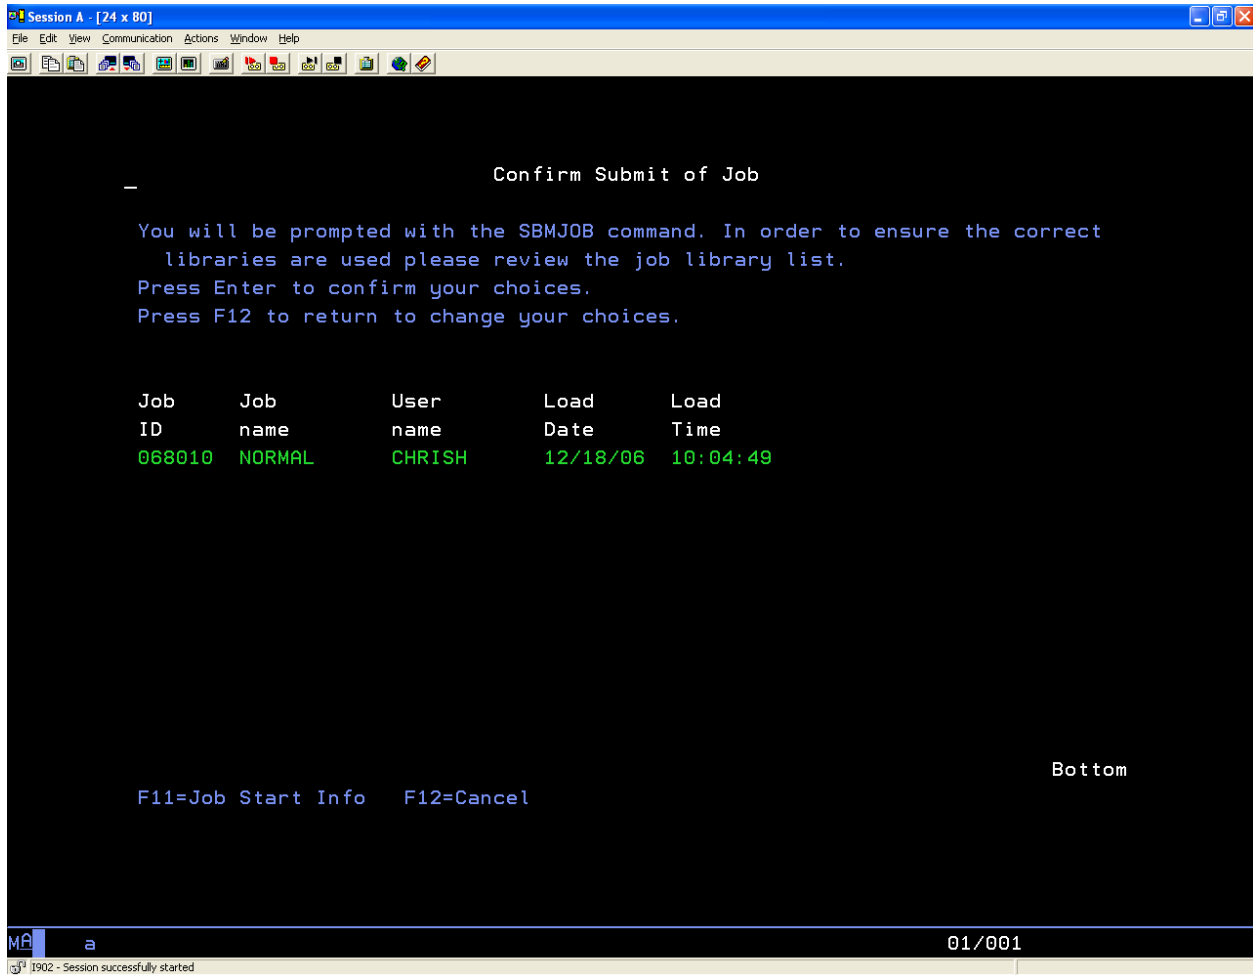 Session A - [24 x 80]
File Edit View Communication Actions Window Help
Confirm Submit of Job
You will be prompted with the SBMJOB command. In order to ensure the correct
libraries are used please review the job library list.
Press Enter to confirm your choices.
Press F12 to return to change your choices.
Job Job User Load Load
ID name name Date Time
068010 NORMAL CHRISH 12/18/06 10:04:49
Bottom
F11=Job Start Info F12=Cancel
MA a 01/001
I902 - Session successfully started